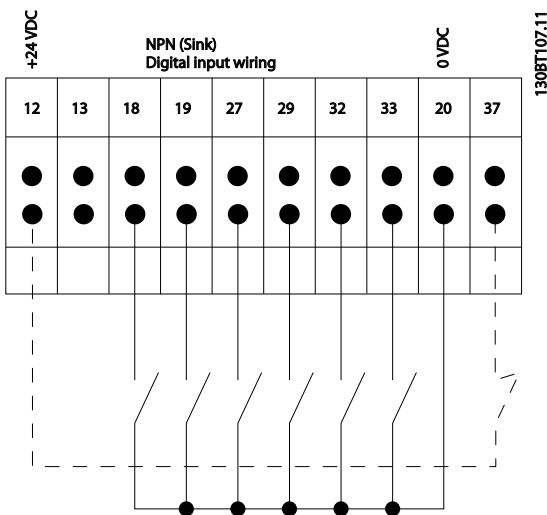 +24 VDC
NPN (Sink)
Digital input wiring
0 VDC
130BT107.11
12 13 18 19 27 29 32 33 20 37